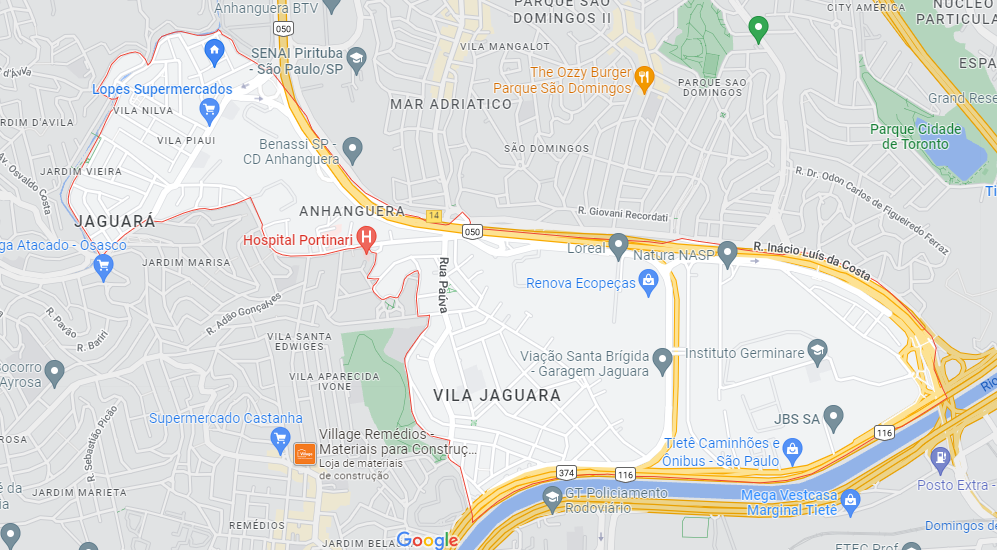 Anhanguera BTV
PARQUE SÃO
DOMINGOS II
CITY AMERICA
NÚCLEO
PARTICULA
050
SENAI Pirituba
- São Paulo/SP
VILA MANGALOT
ESPA
The Ozzy Burger
Parque São Domingos
PARQUE SAO
DOMINGOS
Lopes Supermercados
Grand Rese
VILA NILVA
MAR ADRIATICO
JARDIM D'AVILA
Parque Cidade
de Toronto
VILA PIAUI
Benassi SP -
CD Anhanguera
SÃO DOMINGOS
Av. Osvaldo Costa
JARDIM VIEIRA
R. Dr. Odon Carlos de Figueiredo Ferraz
Ti
JAGUARÁ
ANHANGUERA
14
R. Giovani Recordati
050
Hospital Portinari
ga Atacado - Osasco
Loreal
Natura NASP
R. Inácio Luís da Costa
JARDIM MARISA
Rua Paúva
Renova Ecopeças
R. Adão Gonçalves
R. Pavão
R. Bariri
VILA SANTA
EDWIGES
Viação Santa Brígida
- Garagem Jaguara
Instituto Germinare
Socorro
Ayrosa
VILA APARECIDA
IVONE
VILA JAGUARA
Rio
R. Sebastião Picão
Supermercado Castanha
JBS SA
116
ROSA
Village Remédios -
Materiais para Construç...
Loja de materiais
de construção
Tietê Caminhões e
Ônibus - São Paulo
374
116
Posto Extra -
JARDIM MARIETA
GT Policiamento
Rodoviário
Mega Vestcasa
Marginal Tietê
REMÉDIOS
Domingos de
JARDIM BELA
Google
ETEC Prof